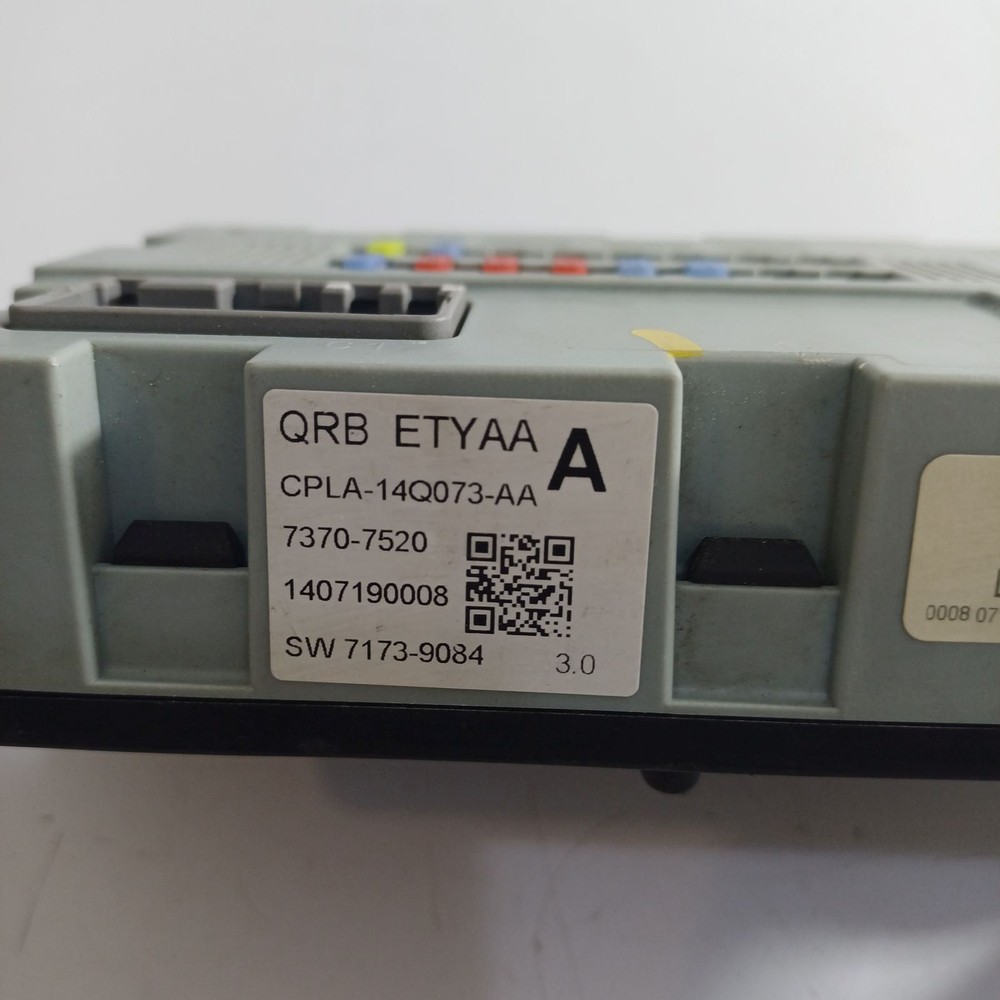 QRB ETYAA
A
CPLA-14Q073-AA
7370-7520
1407190008
SW 7173-9084
3.0
0008 07